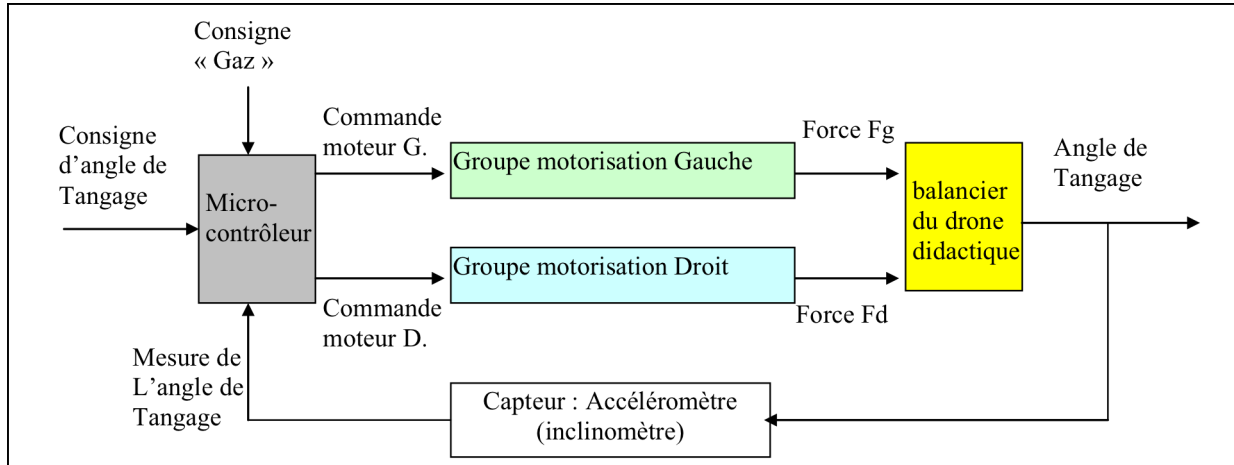 Consigne
« Gaz »
Consigne
d'angle de
Tangage
Micro-
contrôleur
Commande
moteur G.
Groupe motorisation Gauche
Force Fg
balancier
du drone
didactique
Angle de
Tangage
Groupe motorisation Droit
Commande
moteur D.
Force Fd
Mesure de
L'angle de
Tangage
Capteur : Accéléromètre
(inclinomètre)